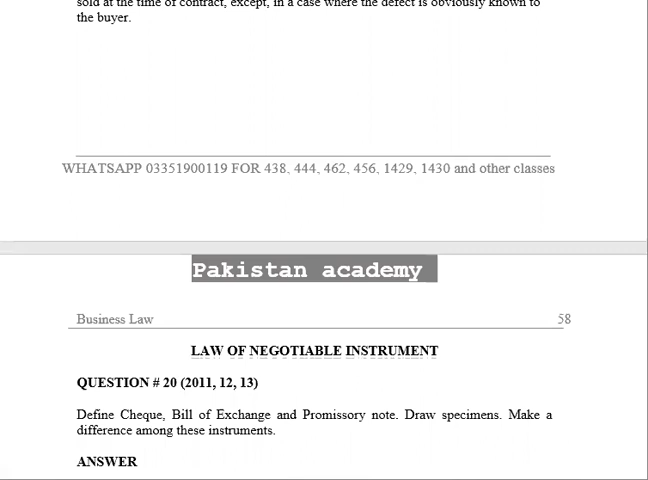 sold at the time of contract, except, in a case where the defect is obviously known to
the buyer.
WHATSAPP 03351900119 FOR 438, 444, 462, 456, 1429, 1430 and other classes
Pakistan academy
Business Law 58
LAW OF NEGOTIABLE INSTRUMENT
QUESTION # 20 (2011, 12, 13)
Define Cheque, Bill of Exchange and Promissory note. Draw specimens. Make a
difference among these instruments.
ANSWER